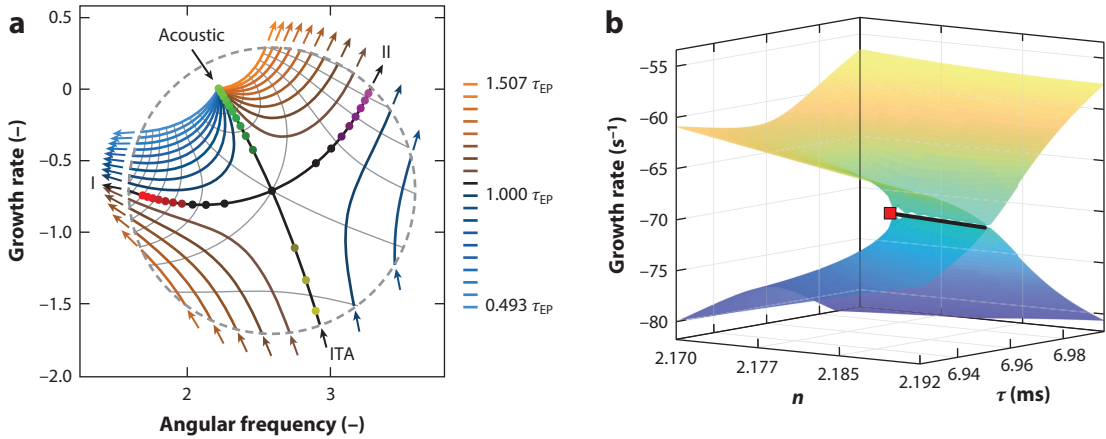 a
Acoustic
II
I
ITA
0.5
0
–0.5
–1.0
–1.5
–2.0
2
3
Growth rate (–)
Angular frequency (–)
1.507 τEP
1.000 τEP
0.493 τEP
b
–55
–60
–65
–70
–75
–80
Growth rate (s⁻¹)
2.170
2.177
2.185
2.192
n
6.94
6.96
6.98
τ (ms)